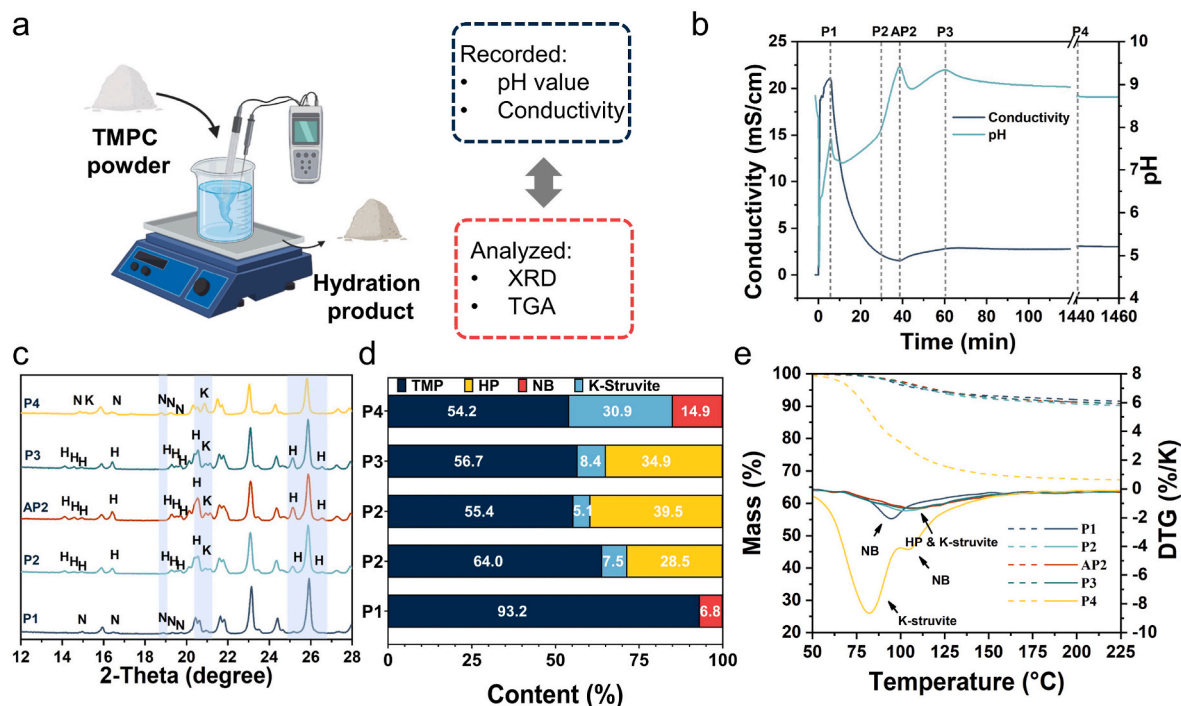 a
TMPC
powder
Hydration
product
Recorded:
• pH value
• Conductivity
Analyzed:
• XRD
• TGA
b
P1 P2 AP2 P3 P4
Conductivity (mS/cm)
25
20
15
10
5
0
Conductivity
pH
10
9
8
7
6
5
4
pH
0 20 40 60 80 100 1440 1460
Time (min)
c
P4 N K N N N N K
P3 H H H H H H H H K H H
AP2 H H H H H H H H K H H
P2 H H H H H H H H K H H
P1 N N N N N
12 14 16 18 20 22 24 26 28
2-Theta (degree)
d
TMP HP NB K-Struvite
P4 54.2 30.9 14.9
P3 56.7 8.4 34.9
P2 55.4 5.1 39.5
P2 64.0 7.5 28.5
P1 93.2 6.8
0 20 40 60 80 100
Content (%)
e
Mass (%)
100
90
80
70
60
50
40
30
20
NB
HP & K-struvite
NB
K-struvite
P1
P2
AP2
P3
P4
8
6
4
2
0
-2
-4
-6
-8
-10
DTG (%/K)
50 75 100 125 150 175 200 225
Temperature (°C)